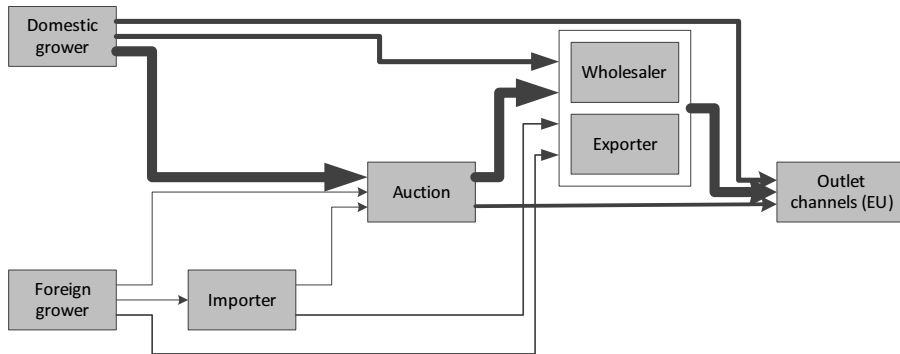 Domestic
grower
Wholesaler
Exporter
Auction
Outlet
channels (EU)
Foreign
grower
Importer